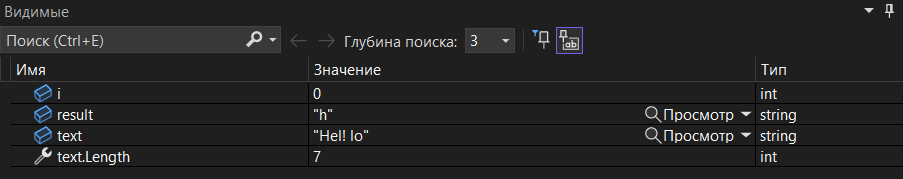 Видимые
Поиск (Ctrl+E) Глубина поиска: 3
Имя Значение Тип
i 0 int
result "h" Просмотр string
text "Hel! lo" Просмотр string
text.Length 7 int